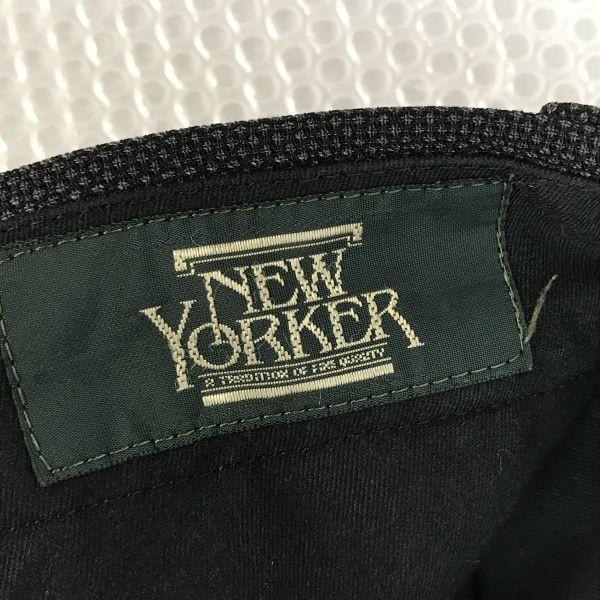 NEW
YORKER
A TRADITION OF FINE QUALITY